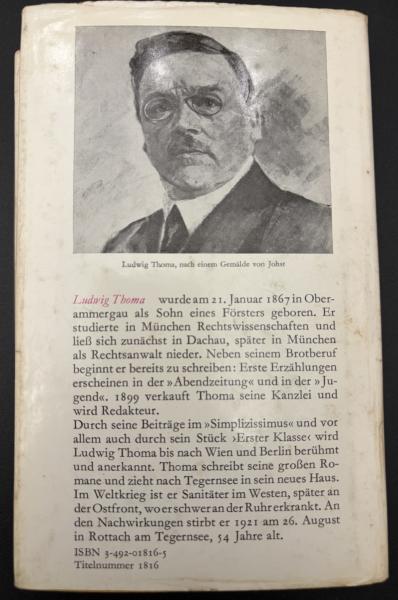 Ludwig Thoma, nach einem Gemälde von Johst
Ludwig Thoma wurde am 21. Januar 1867 in Ober-
ammergau als Sohn eines Försters geboren. Er
studierte in München Rechtswissenschaften und
ließ sich zunächst in Dachau, später in München
als Rechtsanwalt nieder. Neben seinem Brotberuf
beginnt er bereits zu schreiben: Erste Erzählungen
erscheinen in der »Abendzeitung« und in der »Ju-
gend«. 1899 verkauft Thoma seine Kanzlei und
wird Redakteur.
Durch seine Beiträge im »Simplizissimus« und vor
allem auch durch sein Stück ›Erster Klasse‹ wird
Ludwig Thoma bis nach Wien und Berlin berühmt
und anerkannt. Thoma schreibt seine großen Ro-
mane und zieht nach Tegernsee in sein neues Haus.
Im Weltkrieg ist er Sanitäter im Westen, später an
der Ostfront, wo er schwer an der Ruhr erkrankt. An
den Nachwirkungen stirbt er 1921 am 26. August
in Rottach am Tegernsee, 54 Jahre alt.
ISBN 3-492-01816-5
Titelnummer 1816